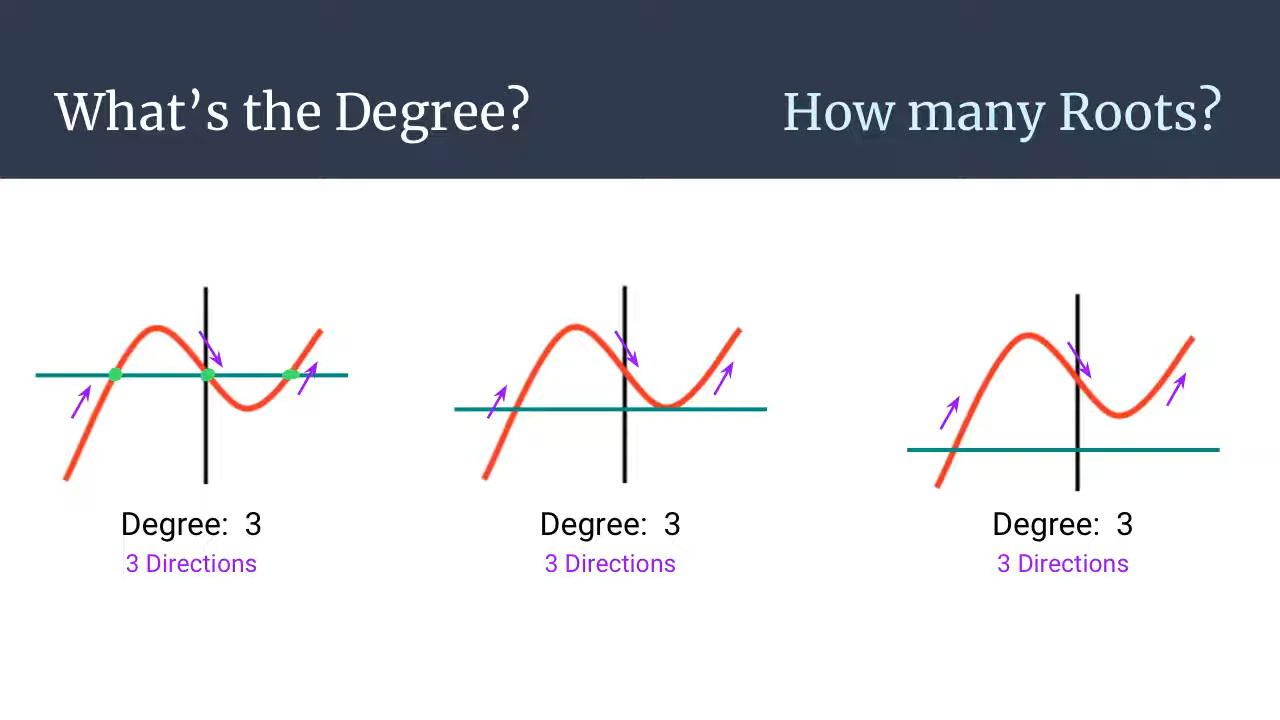 What’s the Degree?
How many Roots?
Degree: 3
3 Directions
Degree: 3
3 Directions
Degree: 3
3 Directions